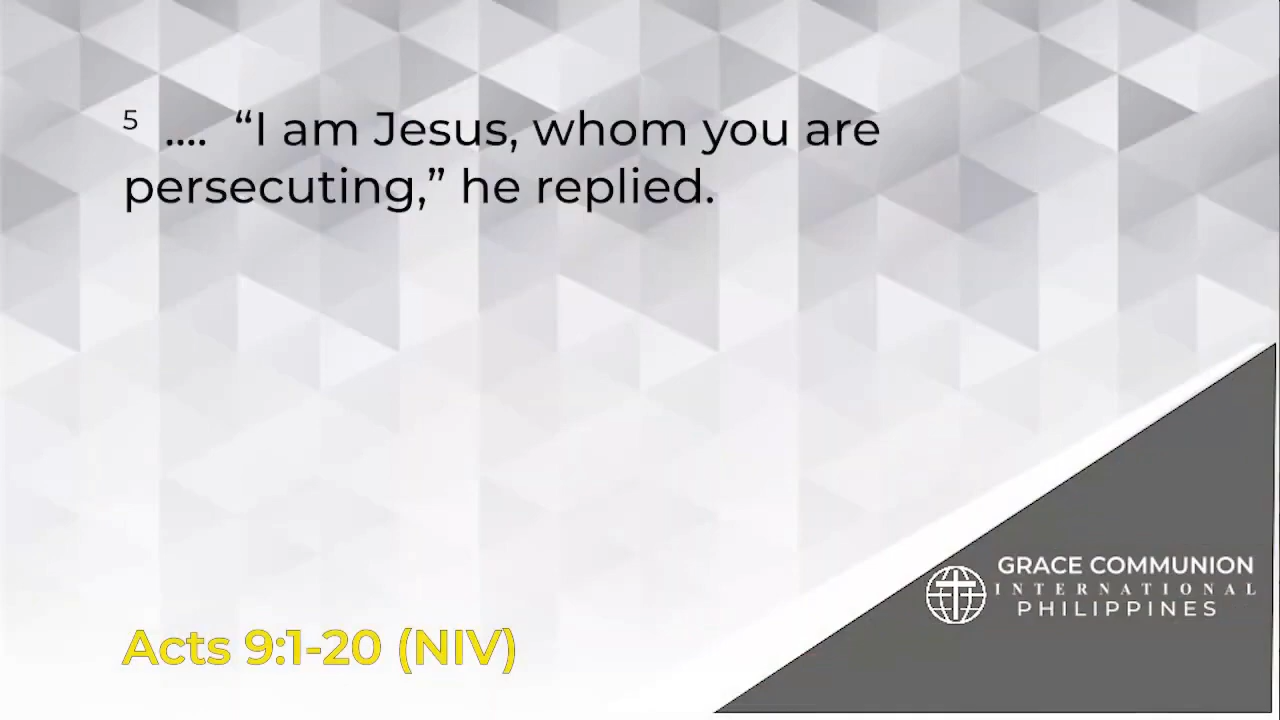 5 .... “I am Jesus, whom you are
persecuting,” he replied.
Acts 9:1-20 (NIV)
GRACE COMMUNION
INTERNATIONAL
PHILIPPINES